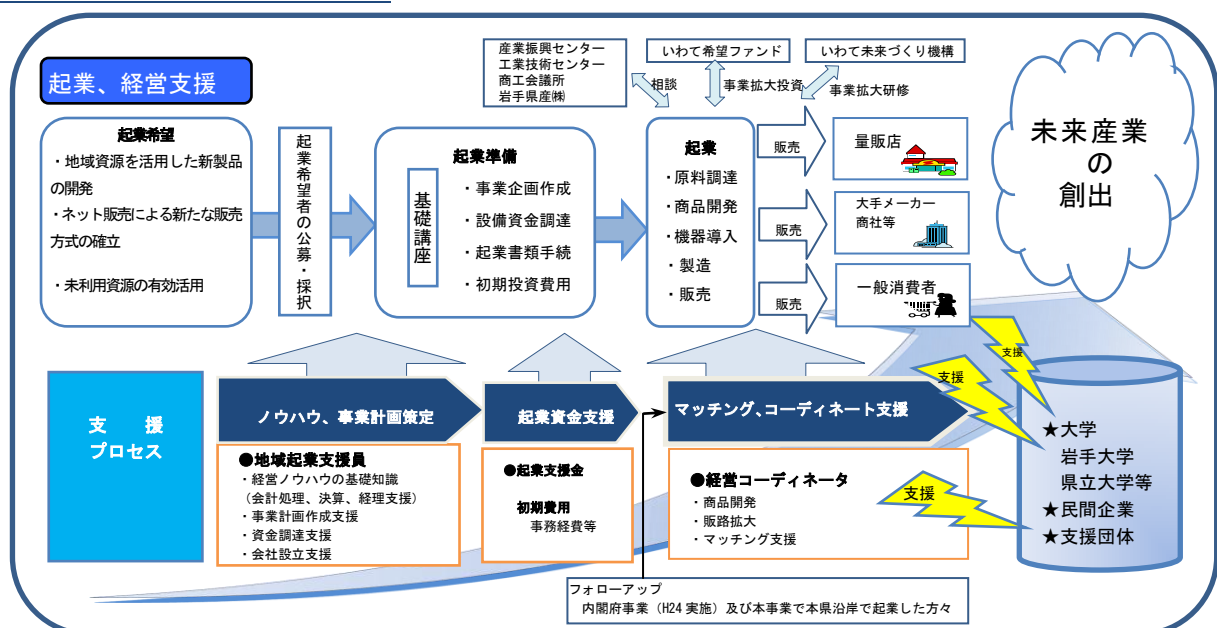 産業振興センター
工業技術センター
商工会議所
岩手県産㈱
いわて希望ファンド
いわて未来づくり機構
相談
事業拡大投資
事業拡大研修
起業、経営支援
起業希望
・地域資源を活用した新製品
の開発
・ネット販売による新たな販売
方式の確立
・未利用資源の有効活用
起業希望者の公募・採択
起業準備
基礎講座
・事業企画作成
・設備資金調達
・起業書類手続
・初期投資費用
起業
・原料調達
・商品開発
・機器導入
・製造
・販売
販売
量販店
販売
大手メーカー
商社等
販売
一般消費者
未来産業
の
創出
支　援
プロセス
ノウハウ、事業計画策定
起業資金支援
マッチング、コーディネート支援
●地域起業支援員
・経営ノウハウの基礎知識
（会計処理、決算、経理支援）
・事業計画作成支援
・資金調達支援
・会社設立支援
●起業支援金
初期費用
事務経費等
●経営コーディネータ
・商品開発
・販路拡大
・マッチング支援
支援
支援
支援
★大学
岩手大学
県立大学等
★民間企業
★支援団体
フォローアップ
内閣府事業（H24 実施）及び本事業で本県沿岸で起業した方々